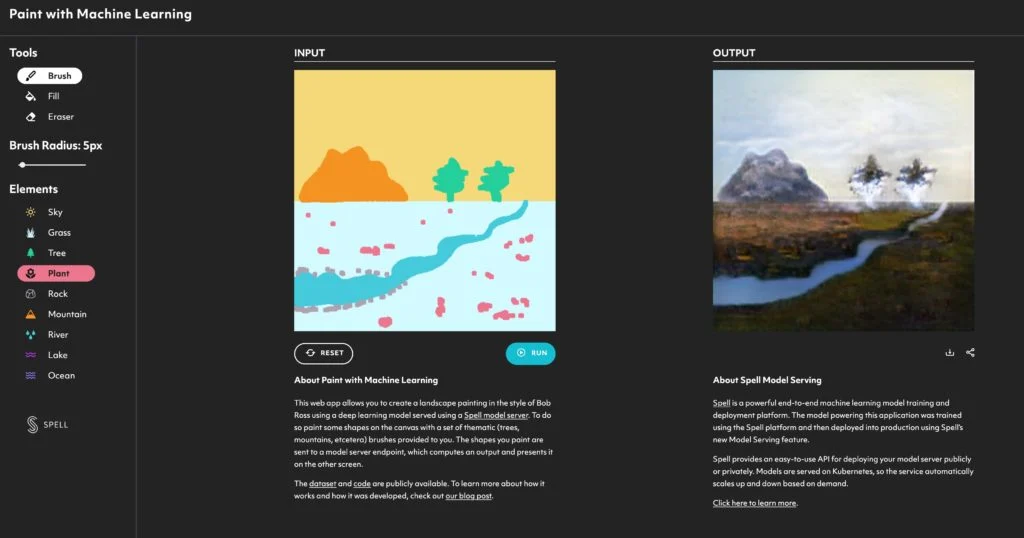 Paint with Machine Learning
Tools
Brush
Fill
Eraser
Brush Radius: 5px
Elements
Sky
Grass
Tree
Plant
Rock
Mountain
River
Lake
Ocean
SPELL
INPUT
RESET
RUN
About Paint with Machine Learning
This web app allows you to create a landscape painting in the style of Bob
Ross using a deep learning model served using a Spell model server. To do
so paint some shapes on the canvas with a set of thematic (trees,
mountains, etcetera) brushes provided to you. The shapes you paint are
sent to a model server endpoint, which computes an output and presents it
on the other screen.
The dataset and code are publicly available. To learn more about how it
works and how it was developed, check out our blog post.
OUTPUT
About Spell Model Serving
Spell is a powerful end-to-end machine learning model training and
deployment platform. The model powering this application was trained
using the Spell platform and then deployed into production using Spell's
new Model Serving feature.
Spell provides an easy-to-use API for deploying your model server publicly
or privately. Models are served on Kubernetes, so the service automatically
scales up and down based on demand.
Click here to learn more.